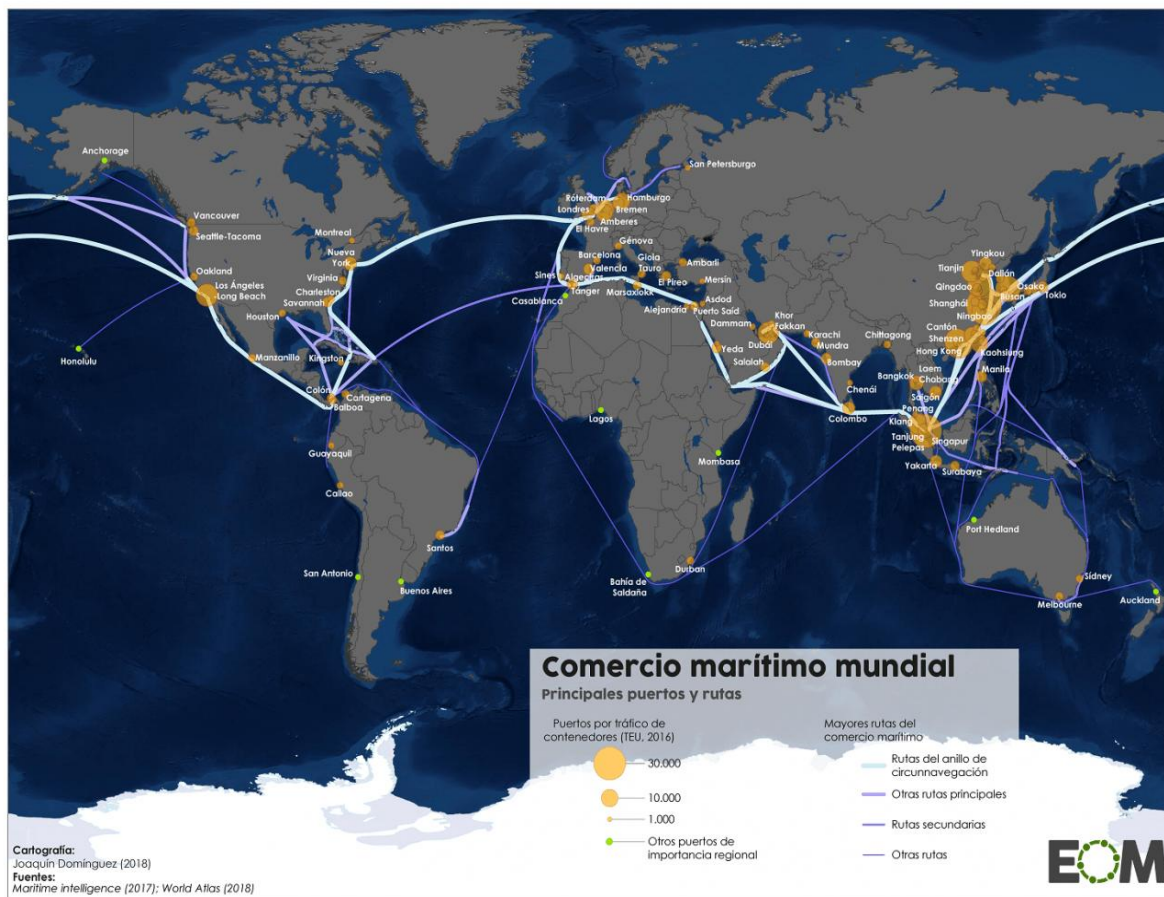 Anchorage
Vancouver
Seattle-Tacoma
Oakland
Los Ángeles
Long Beach
Honolulu
Houston
Manzanillo
Montreal
Nueva
York
Virginia
Charleston
Savannah
Kingston
Colón
Balboa
Cartagena
Guayaquil
Callao
Santos
San Antonio
Buenos Aires
San Petersburgo
Róterdam
Hamburgo
Londres
Bremen
Amberes
El Havre
Génova
Barcelona
Gioia
Tauro
Ambarli
Valencia
Sines
Algeciras
Tánger
El Pireo
Mersin
Casablanca
Marsaxlokk
Asdod
Alejandría
Puerto Saíd
Dammam
Khor
Fakkan
Dubái
Yeda
Salalah
Karachi
Mundra
Bombay
Chittagong
Chenái
Colombo
Lagos
Mombasa
Durban
Bahía de
Saldaña
Yingkou
Tianjin
Dalián
Qingdao
Osaka
Busan
Tokio
Shanghái
Ningbao
Cantón
Shenzen
Hong Kong
Kaohsiung
Laem
Chabang
Bangkok
Manila
Saigón
Penang
Klang
Tanjung
Pelepas
Singapur
Yakarta
Surabaya
Port Hedland
Sídney
Melbourne
Auckland
Comercio marítimo mundial
Principales puertos y rutas
Puertos por tráfico de
contenedores (TEU, 2016)
30.000
10.000
1.000
Otros puertos de
importancia regional
Mayores rutas del
comercio marítimo
Rutas del anillo de
circunnavegación
Otras rutas principales
Rutas secundarias
Otras rutas
Cartografía:
Joaquín Domínguez (2018)
Fuentes:
Maritime intelligence (2017); World Atlas (2018)
EOM